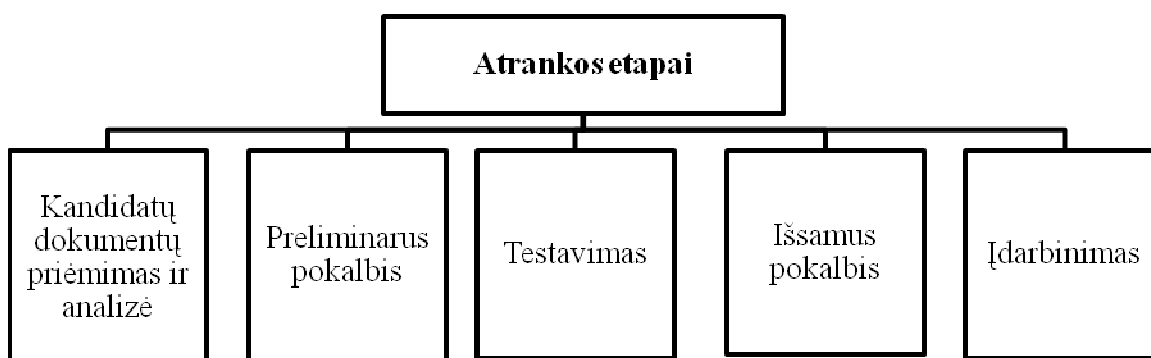 Atrankos etapai
Kandidatų
dokumentų
priėmimas ir
analizė
Preliminarus
pokalbis
Testavimas
Išsamus
pokalbis
Įdarbinimas